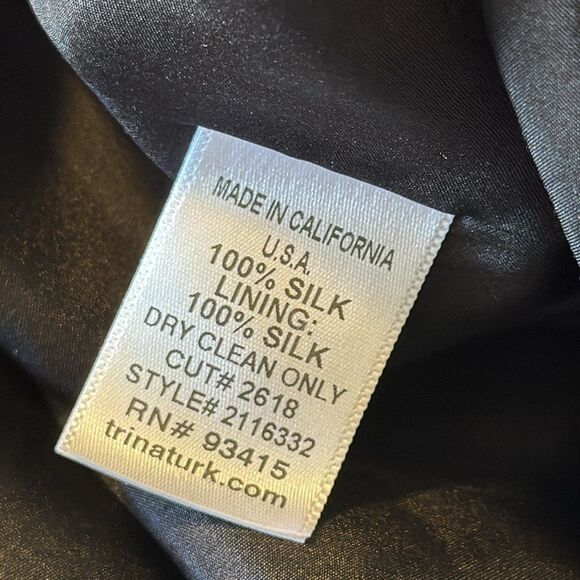 MADE IN CALIFORNIA
U.S.A.
100% SILK
LINING:
100% SILK
DRY CLEAN ONLY
CUT# 2618
STYLE# 2116332
RN# 93415
trinaturk.com